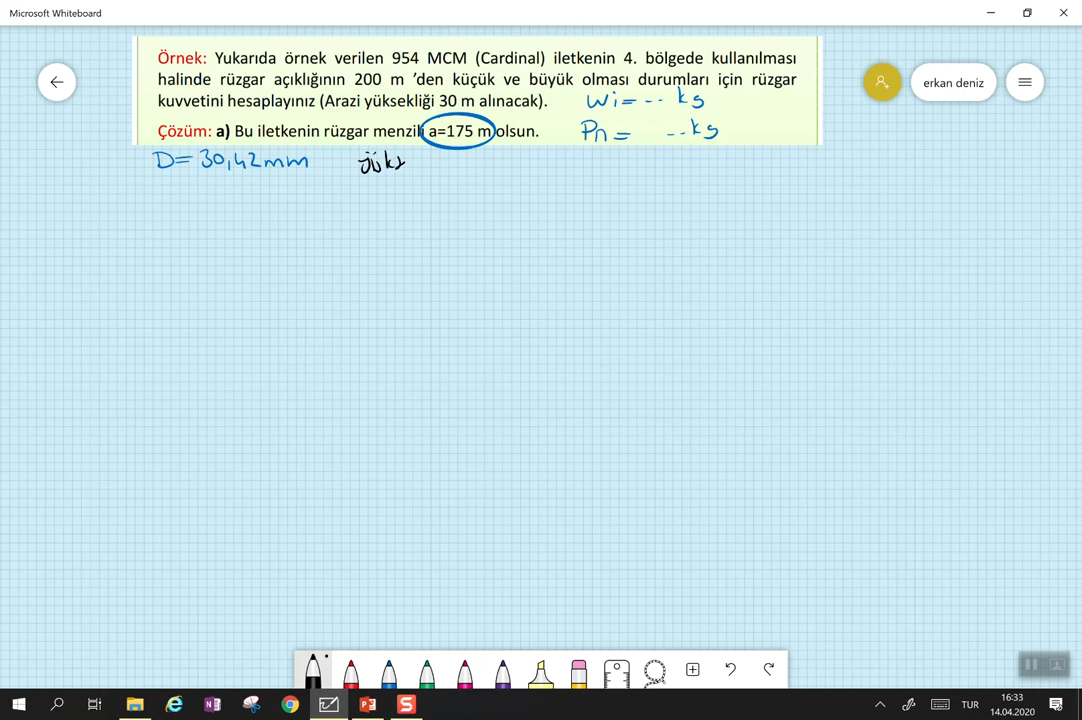 Microsoft Whiteboard
Örnek: Yukarıda örnek verilen 954 MCM (Cardinal) iletkenin 4. bölgede kullanılması
halinde rüzgar açıklığının 200 m 'den küçük ve büyük olması durumları için rüzgar
kuvvetini hesaplayınız (Arazi yüksekliği 30 m alınacak).
Wi = ... kg
Çözüm: a) Bu iletkenin rüzgar menzili a=175 m olsun.
Pn = ...kg
D = 30,42mm
erkan deniz
TUR
16:33
14.04.2020